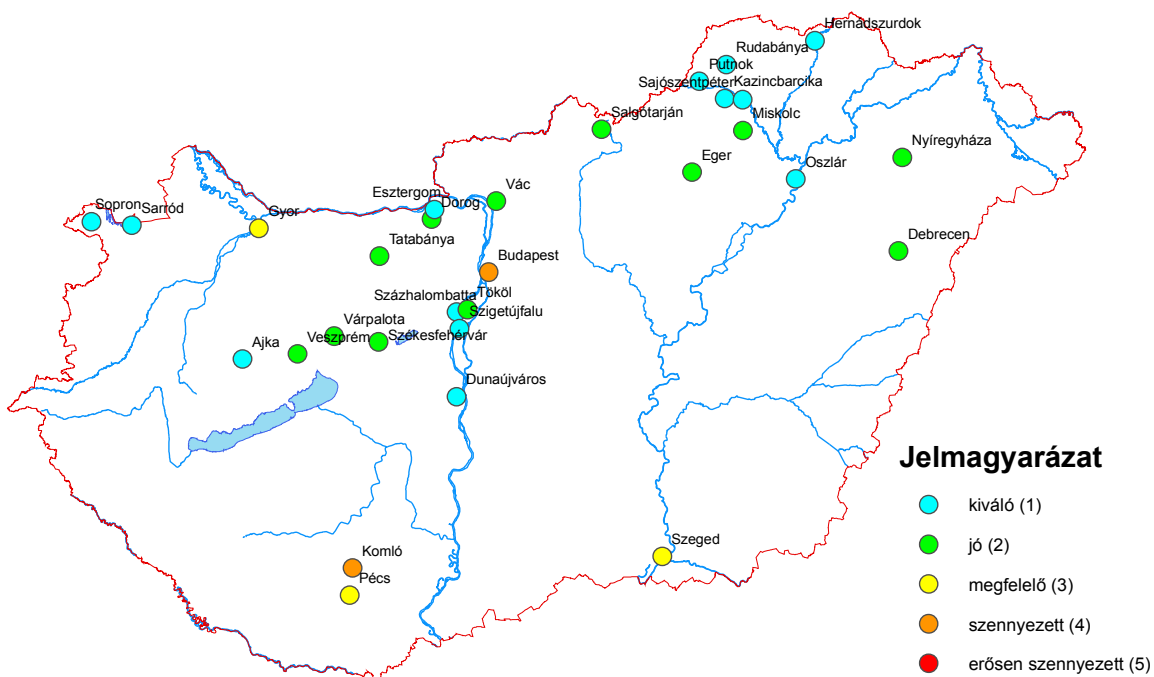 Hernádszurdok
Rudabánya
Putnok
Sajószentpéter
Kazincbarcika
Salgótarján
Miskolc
Nyíregyháza
Eger
Oszlár
Vác
Esztergom
Dorog
Sopron
Sarród
Gyor
Tatabánya
Debrecen
Budapest
Százhalombatta
Tököl
Szigetújfalu
Várpalota
Székesfehérvár
Veszprém
Ajka
Dunaújváros
Jelmagyarázat
kiváló (1)
jó (2)
megfelelő (3)
szennyezett (4)
erősen szennyezett (5)
Szeged
Komló
Pécs